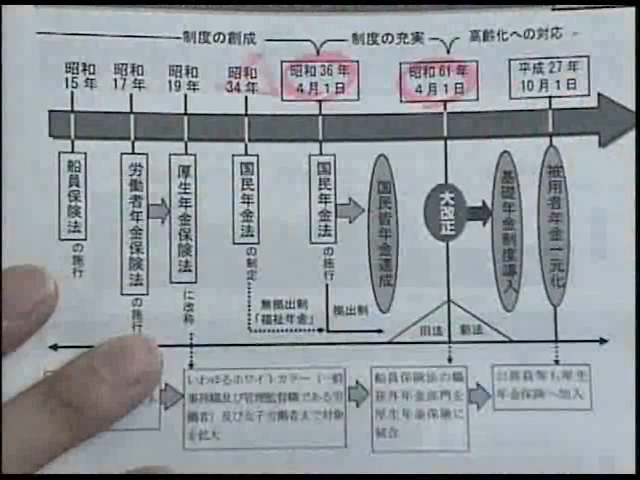 制度の創成
制度の充実
高齢化への対応
昭和
15年
昭和
17年
昭和
19年
昭和
34年
昭和36年
4月1日
昭和61年
4月1日
平成27年
10月1日
船員保険法の施行
労働者年金保険法の施行
厚生年金保険法に改称
国民年金法の制定
国民年金法の施行
国民皆年金達成
大改正
基礎年金制度導入
被用者年金一元化
無拠出制
「福祉年金」
拠出制
旧法
新法
いわゆるホワイトカラー(一般
事務職及び管理監督職である労
働者)及び女子労働者まで対象
を拡大
船員保険法の職
務外年金部門を
厚生年金保険に
統合
公務員等も厚生
年金保険へ加入